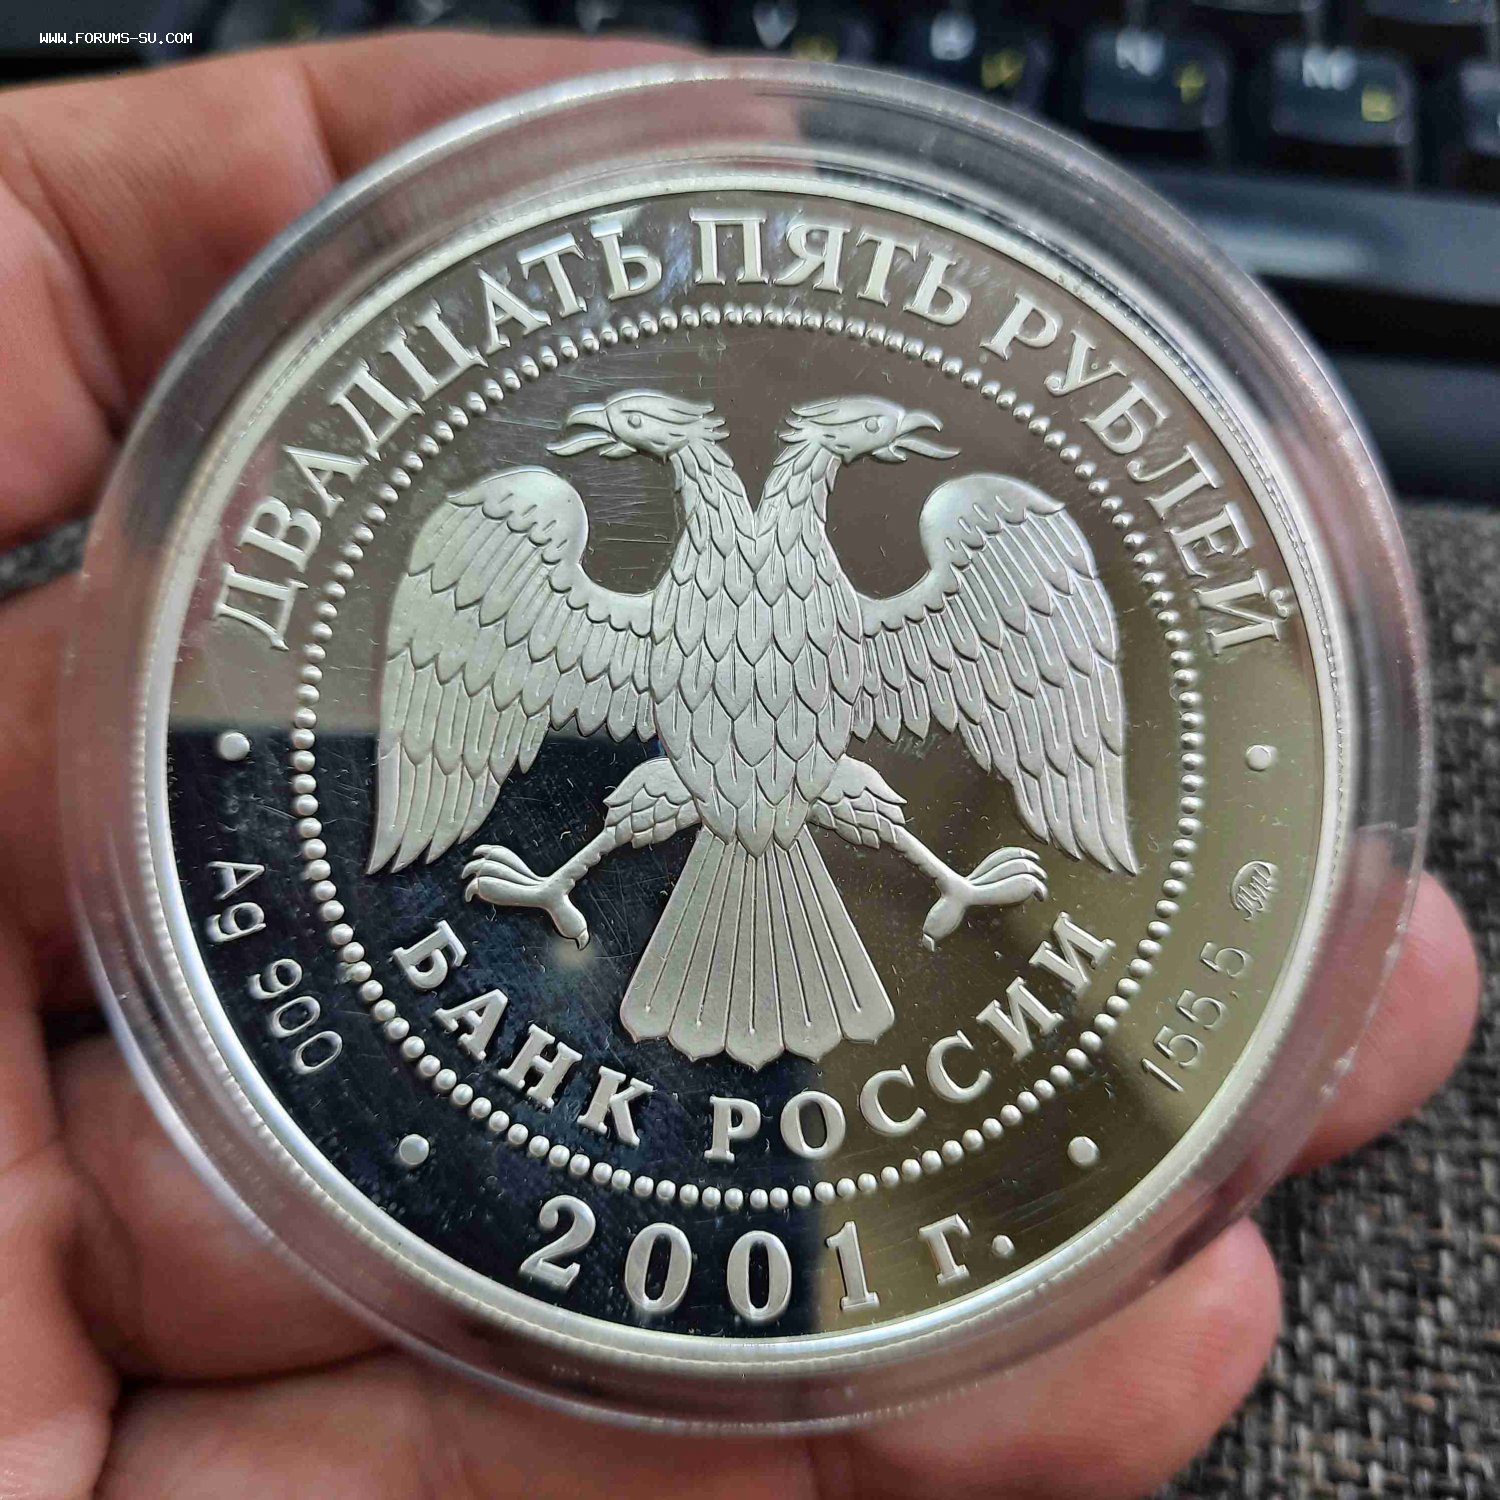 WWW.FORUMS-SU.COM
ДВАДЦАТЬ ПЯТЬ РУБЛЕЙ
БАНК РОССИИ
Ag 900
155,5
2001 г.